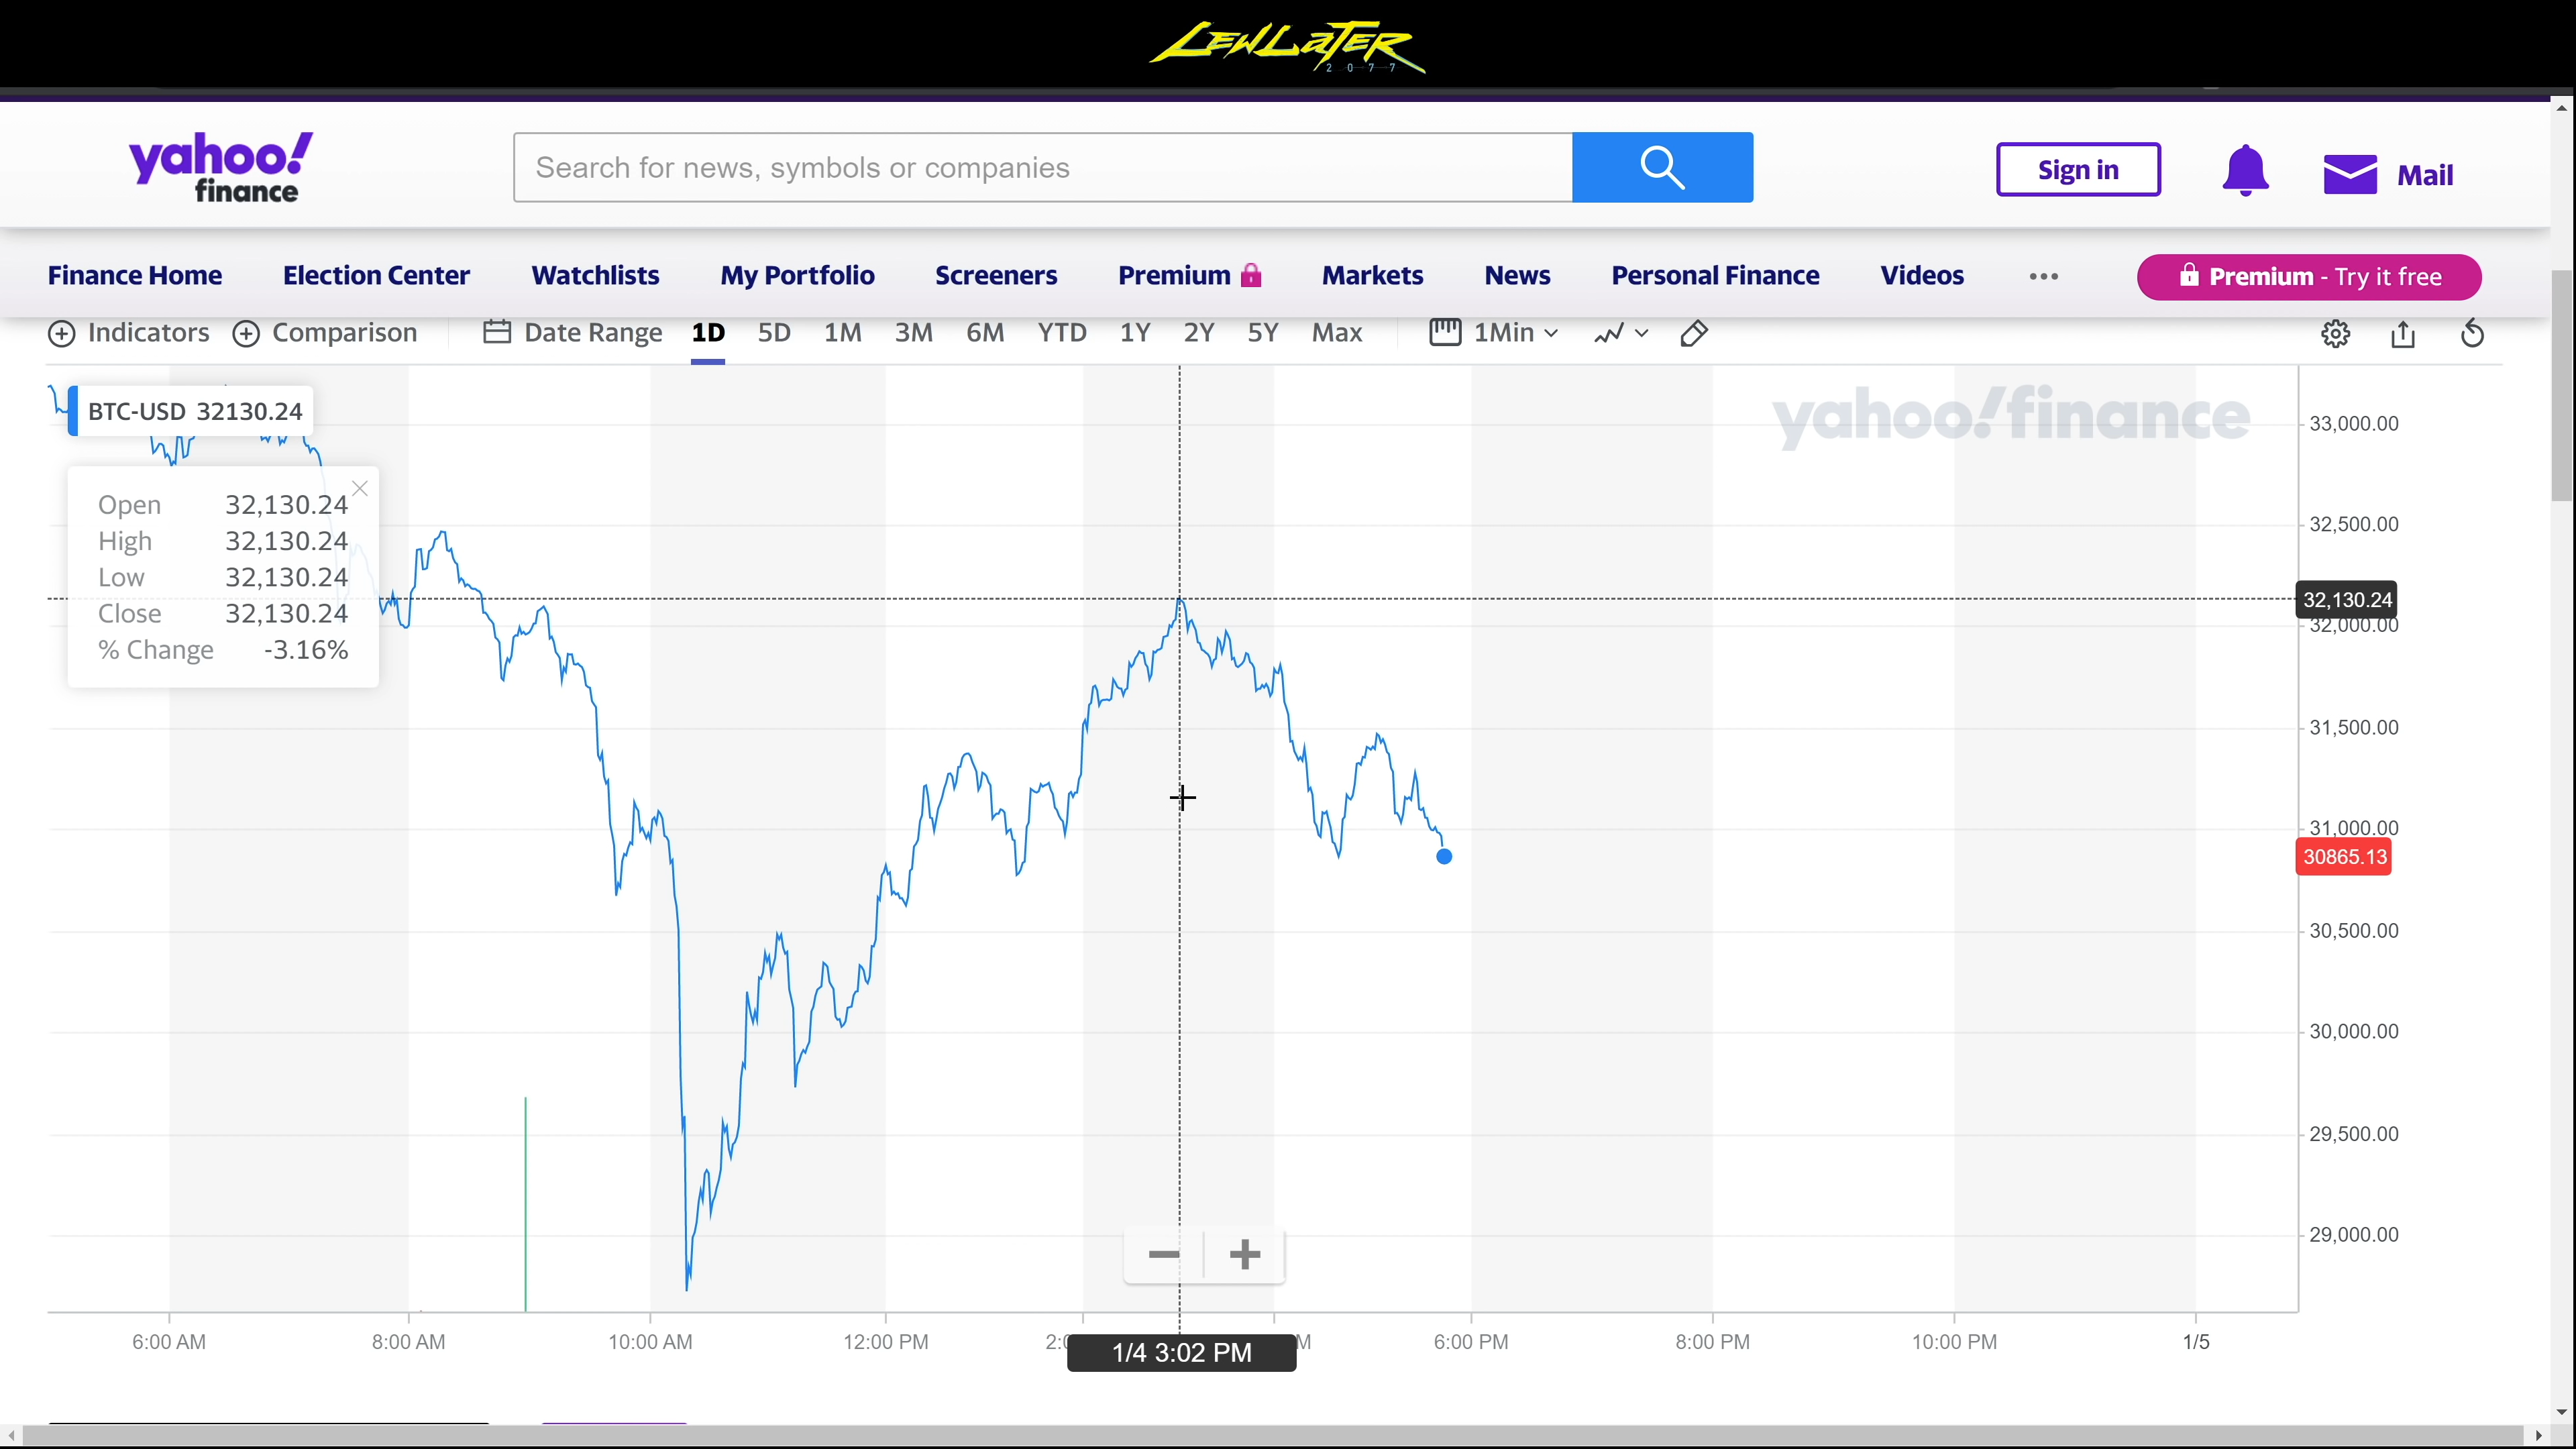 LEWLATER
2077
yahoo!
finance
Search for news, symbols or companies
Sign in
Mail
Finance Home Election Center Watchlists My Portfolio Screeners Premium Markets News Personal Finance Videos ••• Premium - Try it free
Indicators Comparison Date Range 1D 5D 1M 3M 6M YTD 1Y 2Y 5Y Max 1Min
BTC-USD 32130.24
yahoo!finance
Open 32,130.24
High 32,130.24
Low 32,130.24
Close 32,130.24
% Change -3.16%
33,000.00
32,500.00
32,130.24
32,000.00
31,500.00
31,000.00
30865.13
30,500.00
30,000.00
29,500.00
29,000.00
6:00 AM 8:00 AM 10:00 AM 12:00 PM 1/4 3:02 PM 6:00 PM 8:00 PM 10:00 PM 1/5